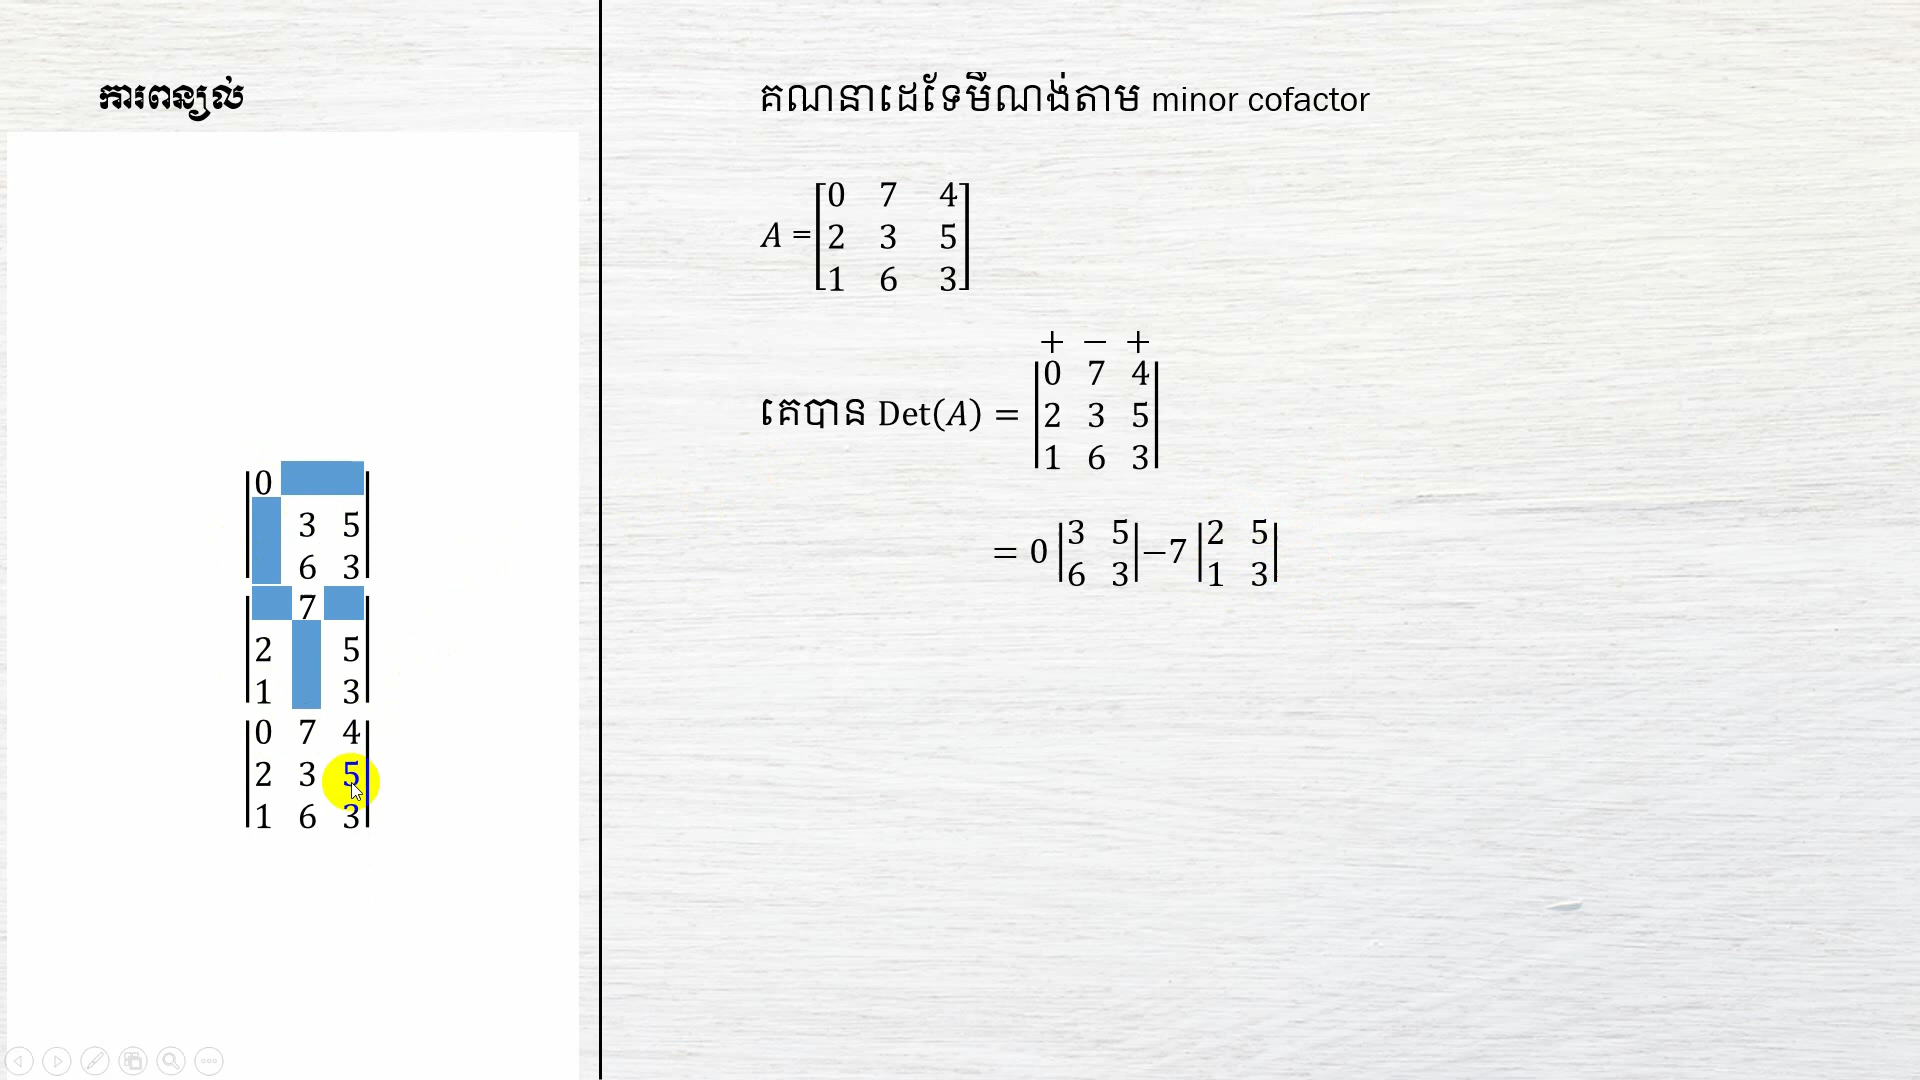 ការពន្យល់
0
3 5
6 3
7
2 5
1 3
0 7 4
2 3 5
1 6 3
គណនាដេទែមីណង់តាម minor cofactor
A = [0 7 4
2 3 5
1 6 3]
+ − +
គេបាន Det(A) = |0 7 4
2 3 5
1 6 3|
= 0 |3 5
6 3| −7 |2 5
1 3|